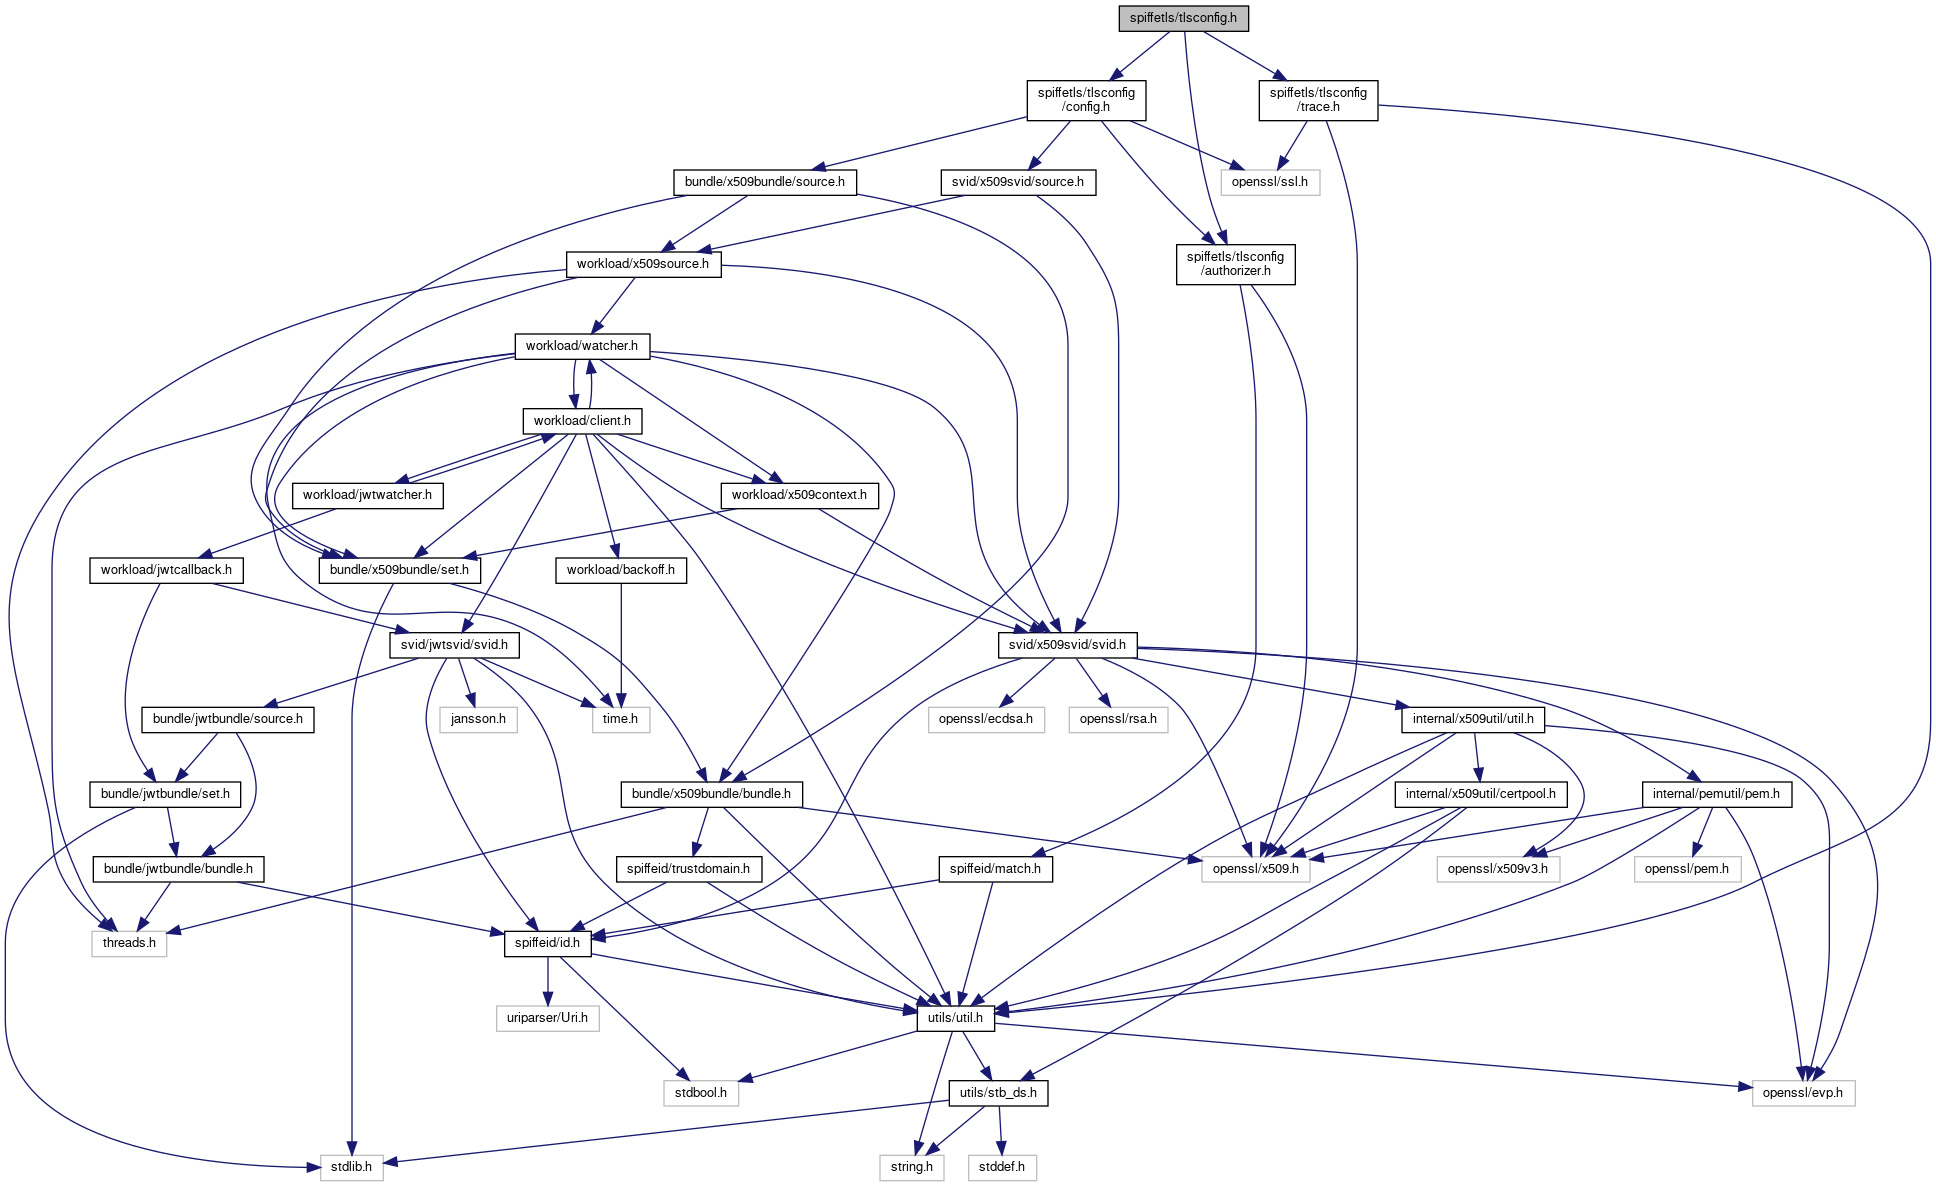 spiffetls/tlsconfig.h
spiffetls/tlsconfig
/config.h
spiffetls/tlsconfig
/trace.h
bundle/x509bundle/source.h
svid/x509svid/source.h
openssl/ssl.h
workload/x509source.h
spiffetls/tlsconfig
/authorizer.h
workload/watcher.h
workload/client.h
workload/jwtwatcher.h
workload/x509context.h
workload/jwtcallback.h
bundle/x509bundle/set.h
workload/backoff.h
svid/jwtsvid/svid.h
svid/x509svid/svid.h
bundle/jwtbundle/source.h
jansson.h
time.h
openssl/ecdsa.h
openssl/rsa.h
internal/x509util/util.h
bundle/jwtbundle/set.h
bundle/x509bundle/bundle.h
internal/x509util/certpool.h
internal/pemutil/pem.h
bundle/jwtbundle/bundle.h
spiffeid/trustdomain.h
spiffeid/match.h
openssl/x509.h
openssl/x509v3.h
openssl/pem.h
threads.h
spiffeid/id.h
uriparser/Uri.h
utils/util.h
stdbool.h
utils/stb_ds.h
openssl/evp.h
stdlib.h
string.h
stddef.h